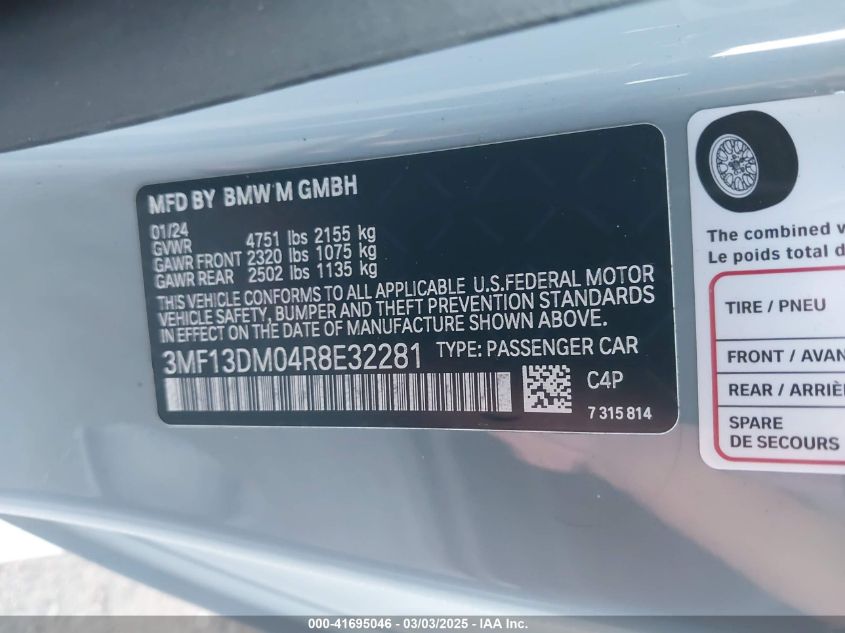 MFD BY BMW M GMBH
01/24
GVWR 4751 lbs 2155 kg
GAWR FRONT 2320 lbs 1075 kg
GAWR REAR 2502 lbs 1135 kg
THIS VEHICLE CONFORMS TO ALL APPLICABLE U.S.FEDERAL MOTOR
VEHICLE SAFETY, BUMPER AND THEFT PREVENTION STANDARDS
IN EFFECT ON THE DATE OF MANUFACTURE SHOWN ABOVE.
3MF13DM04R8E32281 TYPE: PASSENGER CAR
C4P
7 315 814
The combined v
Le poids total d
TIRE / PNEU
FRONT / AVAN
REAR / ARRIÈ
SPARE
DE SECOURS
000-41695046 | 03/03/2025 | IAA Inc.